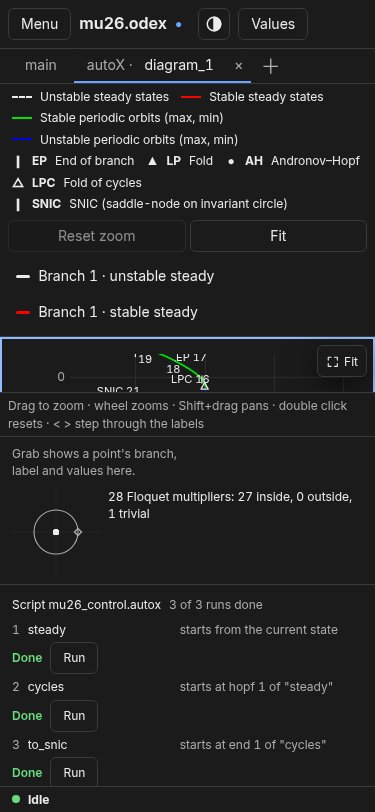 Menu mu26.odex Values
main autoX · diagram_1 ×
Unstable steady states Stable steady states
Stable periodic orbits (max, min)
Unstable periodic orbits (max, min)
EP End of branch LP Fold AH Andronov–Hopf
LPC Fold of cycles
SNIC SNIC (saddle-node on invariant circle)
Reset zoom Fit
Branch 1 · unstable steady
Branch 1 · stable steady
19 EP 17
Fit
18
0 LPC 16
SNIC 21
Drag to zoom · wheel zooms · Shift+drag pans · double click
resets · < > step through the labels
Grab shows a point's branch,
label and values here.
28 Floquet multipliers: 27 inside, 0 outside,
1 trivial
Script mu26_control.autox 3 of 3 runs done
1 steady starts from the current state
Done Run
2 cycles starts at hopf 1 of "steady"
Done Run
3 to_snic starts at end 1 of "cycles"
Done Run
Idle